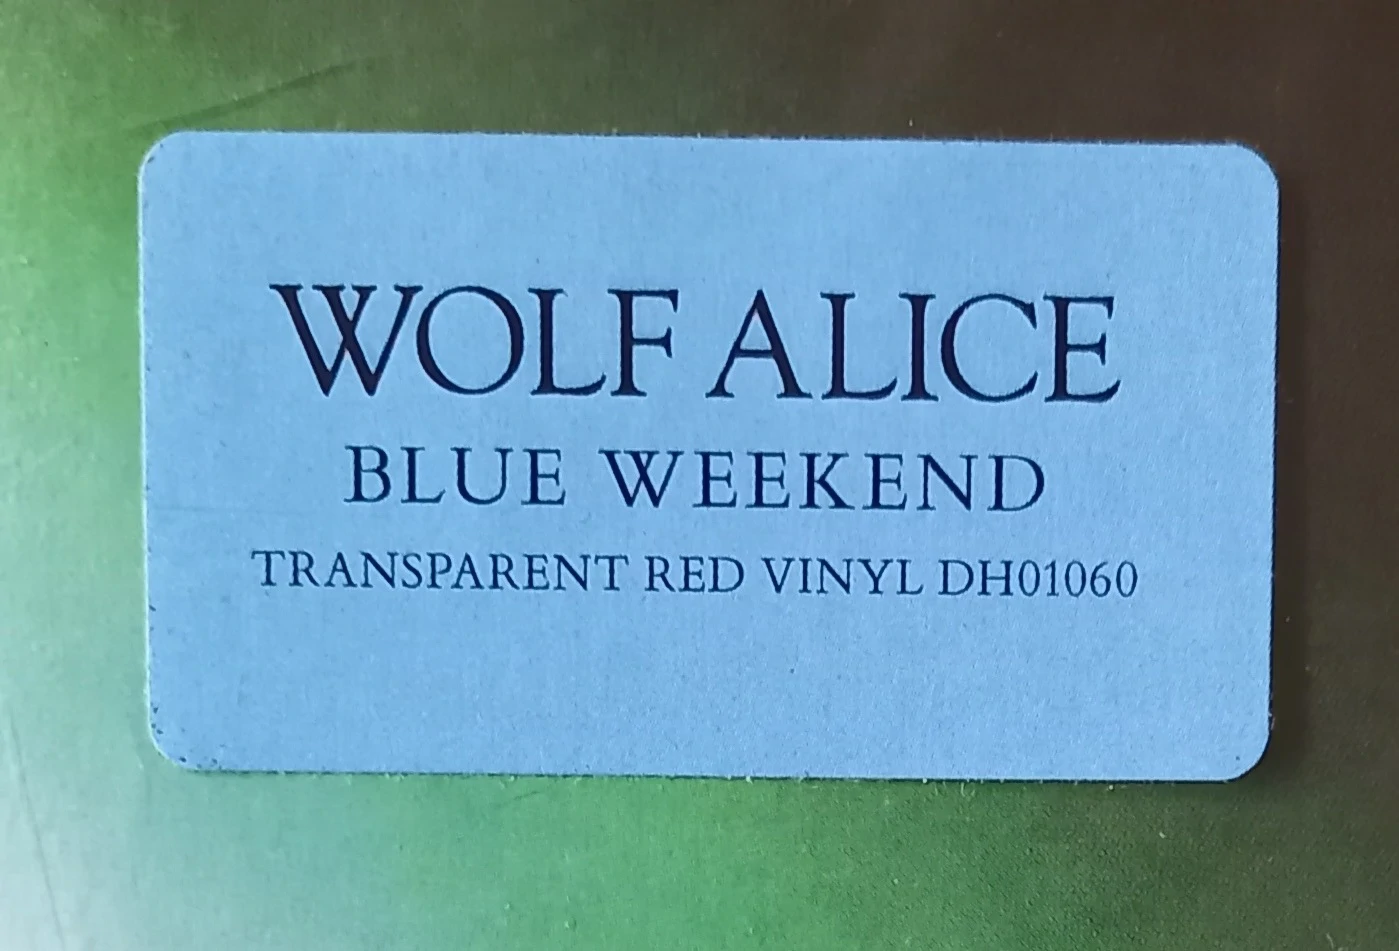 WOLF ALICE
BLUE WEEKEND
TRANSPARENT RED VINYL DH01060